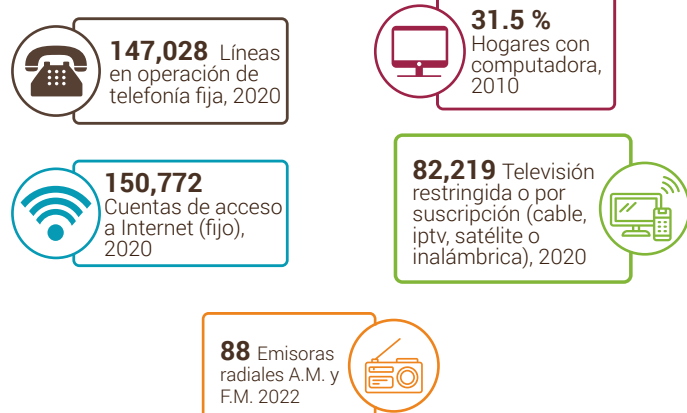 147,028 Líneas
en operación de
telefonía fija, 2020
31.5 %
Hogares con
computadora,
2010
150,772
Cuentas de acceso
a Internet (fijo),
2020
82,219 Televisión
restringida o por
suscripción (cable,
iptv, satélite o
inalámbrica), 2020
88 Emisoras
radiales A.M. y
F.M. 2022